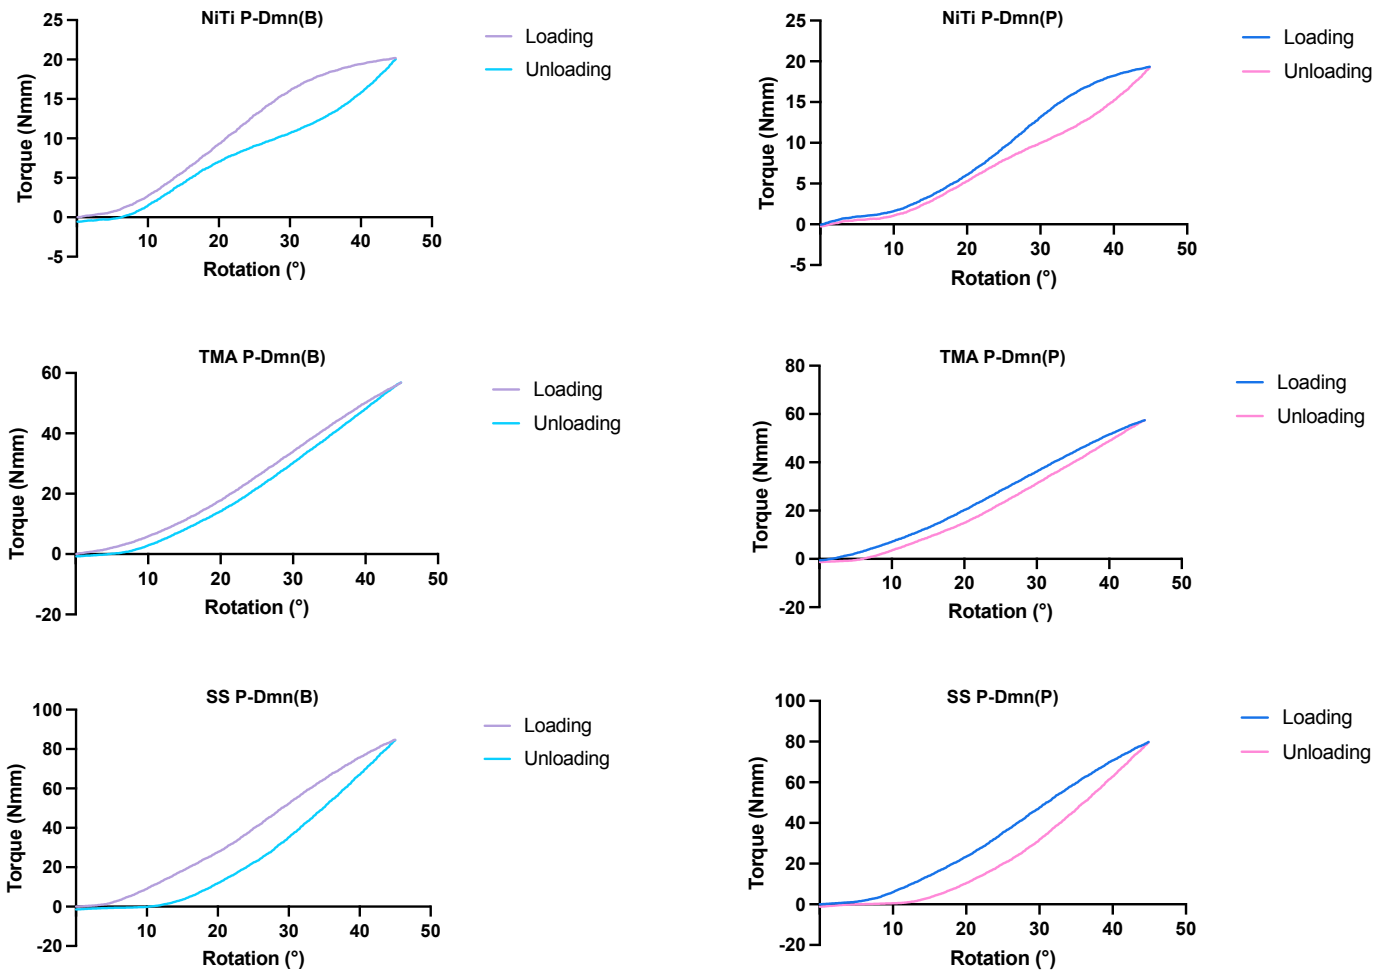 NiTi P-Dmn(B)
25
20
15
10
5
0
-5
Torque (Nmm)
10 20 30 40 50
Rotation (°)
Loading
Unloading
NiTi P-Dmn(P)
25
20
15
10
5
0
-5
Torque (Nmm)
10 20 30 40 50
Rotation (°)
Loading
Unloading
TMA P-Dmn(B)
60
40
20
0
-20
Torque (Nmm)
10 20 30 40 50
Rotation (°)
Loading
Unloading
TMA P-Dmn(P)
80
60
40
20
0
-20
Torque (Nmm)
10 20 30 40 50
Rotation (°)
Loading
Unloading
SS P-Dmn(B)
100
80
60
40
20
0
-20
Torque (Nmm)
10 20 30 40 50
Rotation (°)
Loading
Unloading
SS P-Dmn(P)
100
80
60
40
20
0
-20
Torque (Nmm)
10 20 30 40 50
Rotation (°)
Loading
Unloading